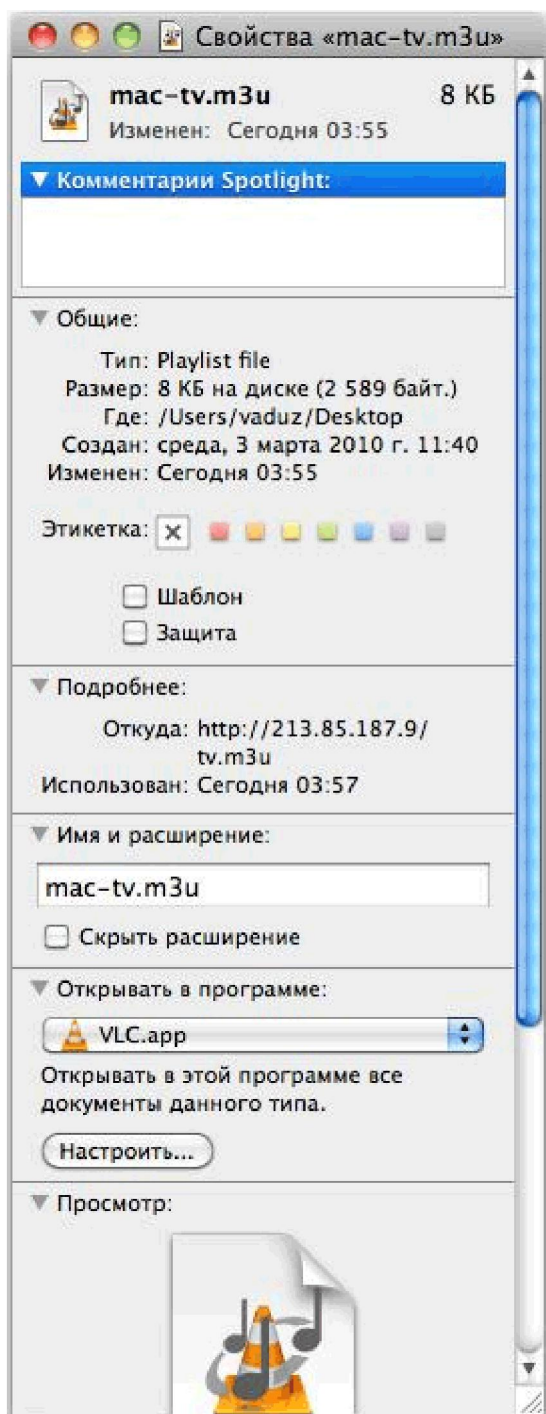 Свойства «mac-tv.m3u»
mac-tv.m3u 8 КБ
Изменен: Сегодня 03:55
Комментарии Spotlight:
Общие:
Тип: Playlist file
Размер: 8 КБ на диске (2 589 байт.)
Где: /Users/vaduz/Desktop
Создан: среда, 3 марта 2010 г. 11:40
Изменен: Сегодня 03:55
Этикетка:
Шаблон
Защита
Подробнее:
Откуда: http://213.85.187.9/
tv.m3u
Использован: Сегодня 03:57
Имя и расширение:
mac-tv.m3u
Скрыть расширение
Открывать в программе:
VLC.app
Открывать в этой программе все
документы данного типа.
Настроить...
Просмотр: